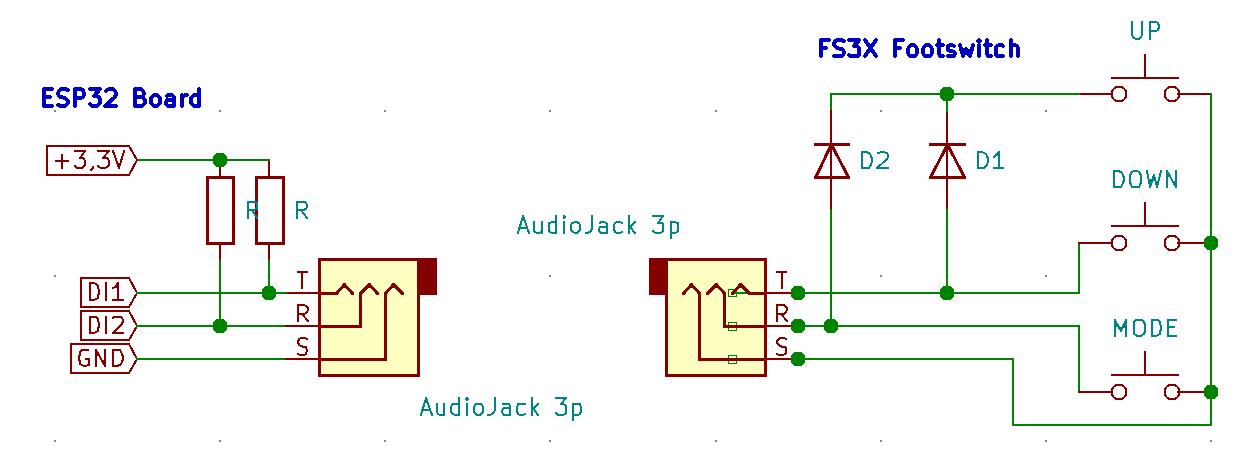 UP
FS3X Footswitch
ESP32 Board
+3,3V
D2
D1
DOWN
R
R
AudioJack 3p
T
T
DI1
R
R
DI2
MODE
S
S
GND
AudioJack 3p